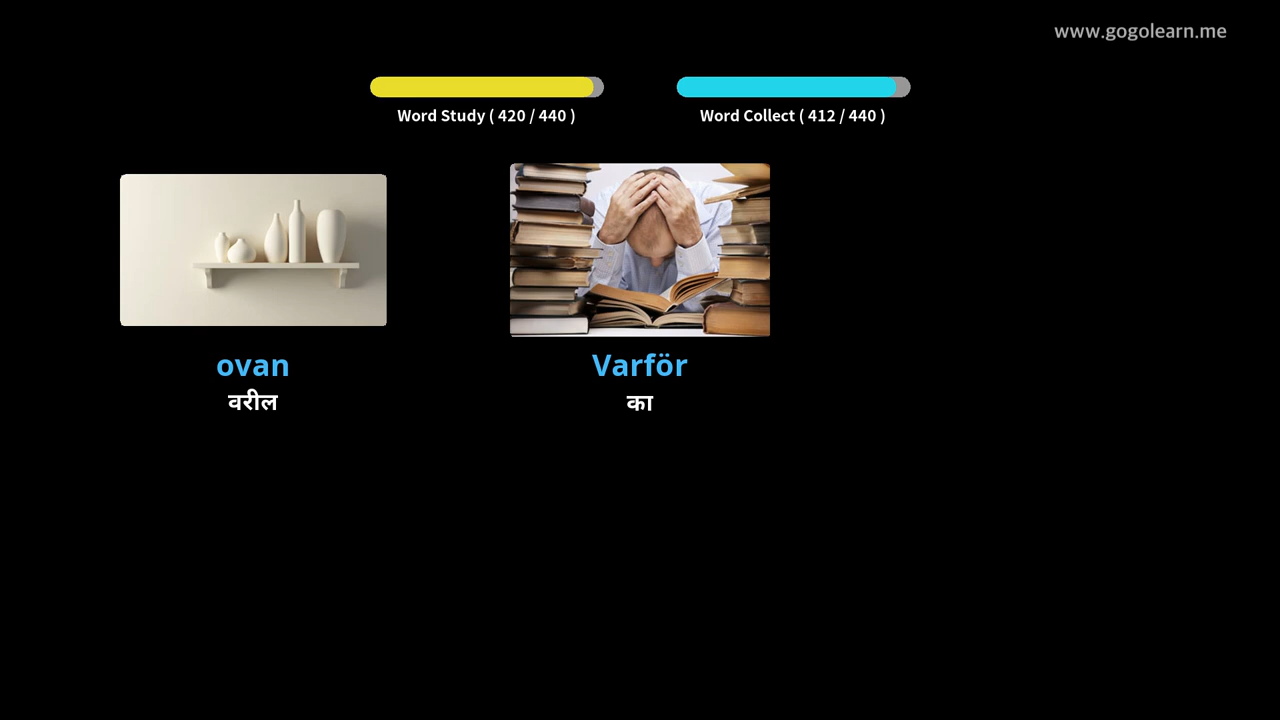 www.gogolearn.me
Word Study ( 420 / 440 )
Word Collect ( 412 / 440 )
ovan
वरील
Varför
का